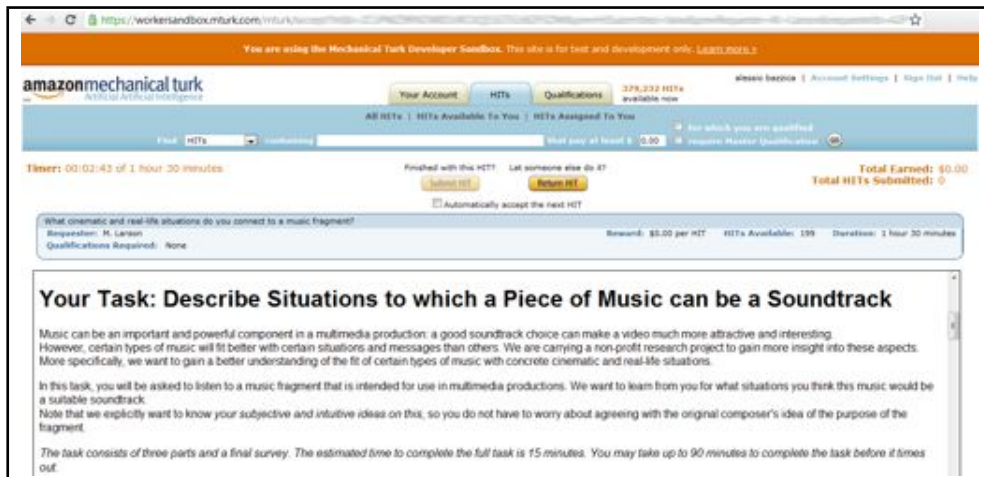 https://workersandbox.mturk.com/mturk/
You are using the Mechanical Turk Developer Sandbox. This site is for test and development only. Learn more »
amazonmechanical turk
Artificial Artificial Intelligence
alessio bazzica | Account Settings | Sign Out | Help
Your Account HITs Qualifications 379,232 HITs
available now
All HITs | HITs Available To You | HITs Assigned To You
Find HITs containing that pay at least $ 0.00 for which you are qualified
require Master Qualification GO
Timer: 00:02:43 of 1 hour 30 minutes
Finished with this HIT? Let someone else do it?
Submit HIT Return HIT
Automatically accept the next HIT
Total Earned: $0.00
Total HITs Submitted: 0
What cinematic and real-life situations do you connect to a music fragment?
Requester: M. Larson Reward: $0.00 per HIT HITs Available: 199 Duration: 1 hour 30 minutes
Qualifications Required: None
Your Task: Describe Situations to which a Piece of Music can be a Soundtrack
Music can be an important and powerful component in a multimedia production: a good soundtrack choice can make a video much more attractive and interesting.
However, certain types of music will fit better with certain situations and messages than others. We are carrying a non-profit research project to gain more insight into these aspects.
More specifically, we want to gain a better understanding of the fit of certain types of music with concrete cinematic and real-life situations.
In this task, you will be asked to listen to a music fragment that is intended for use in multimedia productions. We want to learn from you for what situations you think this music would be
a suitable soundtrack.
Note that we explicitly want to know your subjective and intuitive ideas on this, so you do not have to worry about agreeing with the original composer's idea of the purpose of the
fragment.
The task consists of three parts and a final survey. The estimated time to complete the full task is 15 minutes. You may take up to 90 minutes to complete the task before it times
out.